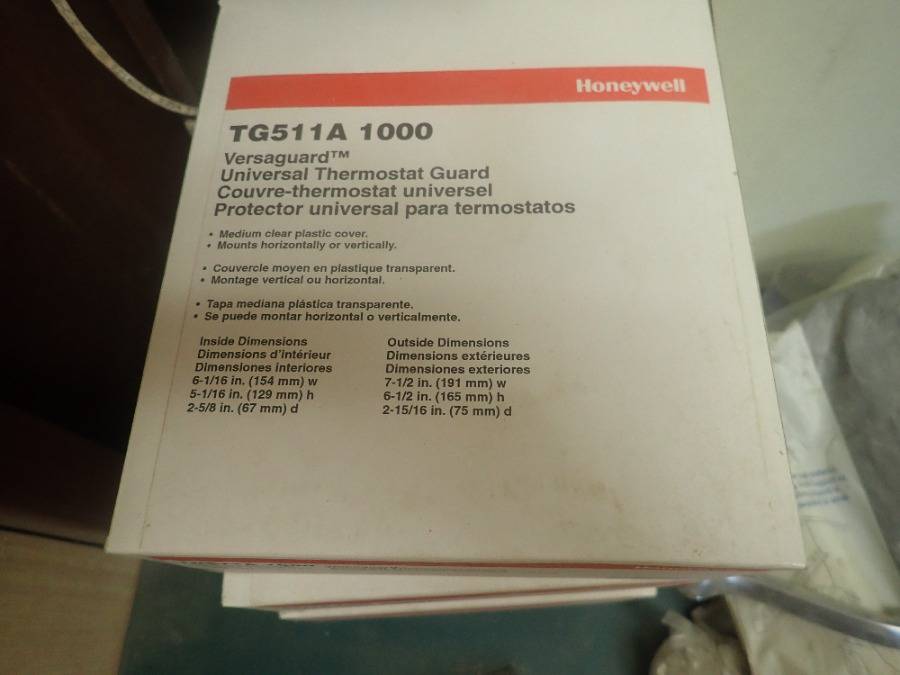 Honeywell
TG511A 1000
Versaguard™
Universal Thermostat Guard
Couvre-thermostat universel
Protector universal para termostatos
• Medium clear plastic cover.
• Mounts horizontally or vertically.
• Couvercle moyen en plastique transparent.
• Montage vertical ou horizontal.
• Tapa mediana plástica transparente.
• Se puede montar horizontal o verticalmente.
Inside Dimensions
Dimensions d'intérieur
Dimensiones interiores
6-1/16 in. (154 mm) w
5-1/16 in. (129 mm) h
2-5/8 in. (67 mm) d
Outside Dimensions
Dimensions extérieures
Dimensiones exteriores
7-1/2 in. (191 mm) w
6-1/2 in. (165 mm) h
2-15/16 in. (75 mm) d